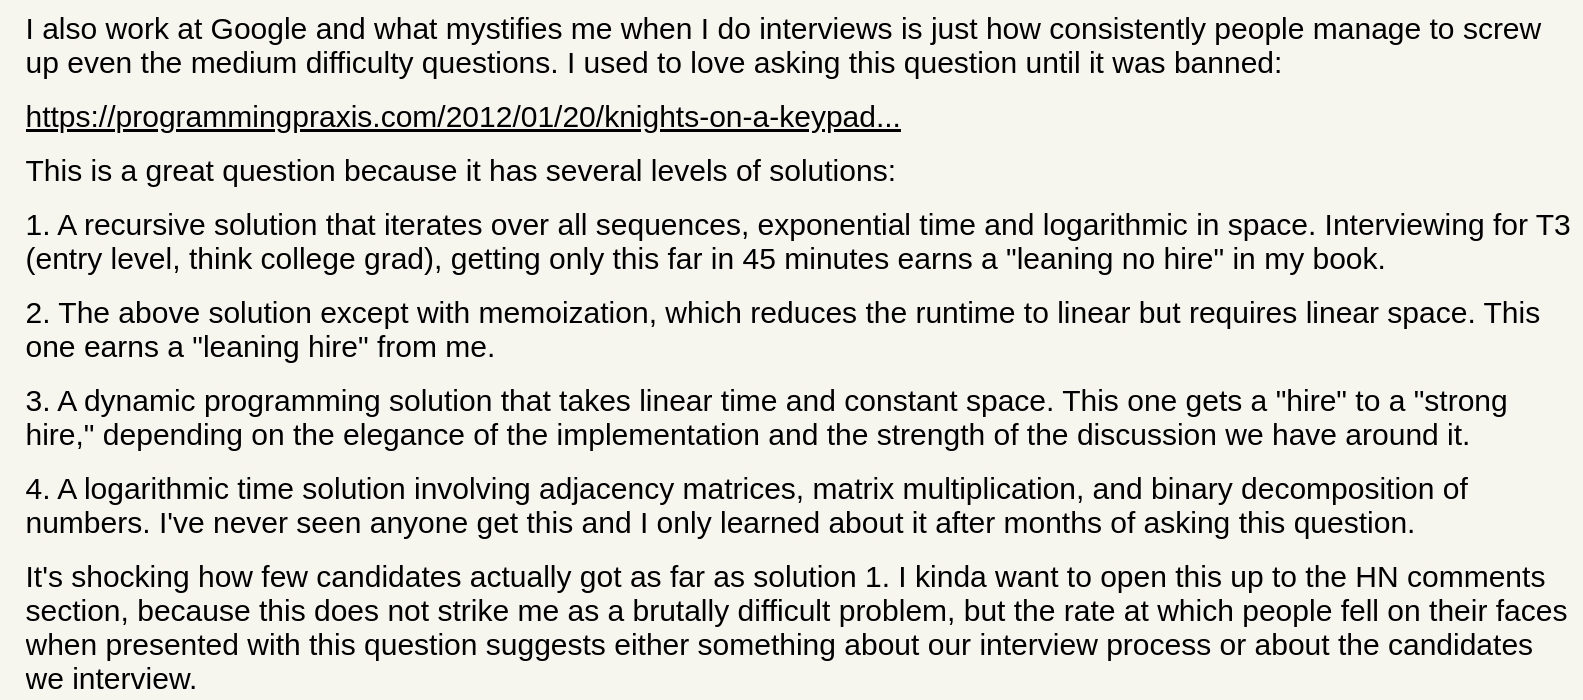 I also work at Google and what mystifies me when I do interviews is just how consistently people manage to screw
up even the medium difficulty questions. I used to love asking this question until it was banned:
https://programmingpraxis.com/2012/01/20/knights-on-a-keypad...
This is a great question because it has several levels of solutions:
1. A recursive solution that iterates over all sequences, exponential time and logarithmic in space. Interviewing for T3
(entry level, think college grad), getting only this far in 45 minutes earns a "leaning no hire" in my book.
2. The above solution except with memoization, which reduces the runtime to linear but requires linear space. This
one earns a "leaning hire" from me.
3. A dynamic programming solution that takes linear time and constant space. This one gets a "hire" to a "strong
hire," depending on the elegance of the implementation and the strength of the discussion we have around it.
4. A logarithmic time solution involving adjacency matrices, matrix multiplication, and binary decomposition of
numbers. I've never seen anyone get this and I only learned about it after months of asking this question.
It's shocking how few candidates actually got as far as solution 1. I kinda want to open this up to the HN comments
section, because this does not strike me as a brutally difficult problem, but the rate at which people fell on their faces
when presented with this question suggests either something about our interview process or about the candidates
we interview.